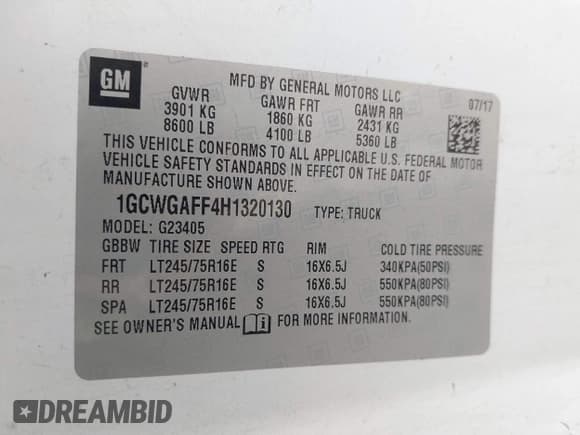 GM
MFD BY GENERAL MOTORS LLC 07/17
GVWR GAWR FRT GAWR RR
3901 KG 1860 KG 2431 KG
8600 LB 4100 LB 5360 LB
THIS VEHICLE CONFORMS TO ALL APPLICABLE U.S. FEDERAL MOTOR
VEHICLE SAFETY STANDARDS IN EFFECT ON THE DATE OF
MANUFACTURE SHOWN ABOVE.
1GCWGAFF4H1320130 TYPE: TRUCK
MODEL: G23405
GBBW TIRE SIZE SPEED RTG RIM COLD TIRE PRESSURE
FRT LT245/75R16E S 16X6.5J 340KPA(50PSI)
RR LT245/75R16E S 16X6.5J 550KPA(80PSI)
SPA LT245/75R16E S 16X6.5J 550KPA(80PSI)
SEE OWNER'S MANUAL FOR MORE INFORMATION.
DREAMBID